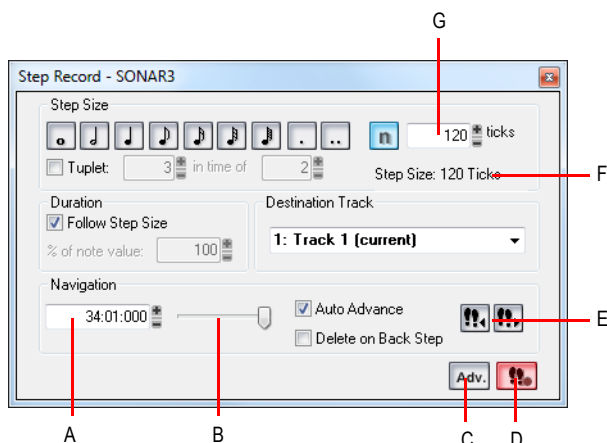 G
Step Record - SONAR3
Step Size
n 120 ticks
Tuplet: 3 in time of 2
Step Size: 120 Ticks
F
Duration
Follow Step Size
% of note value: 100
Destination Track
1: Track 1 (current)
Navigation
34:01:000
Auto Advance
Delete on Back Step
E
Adv.
A
B
C
D